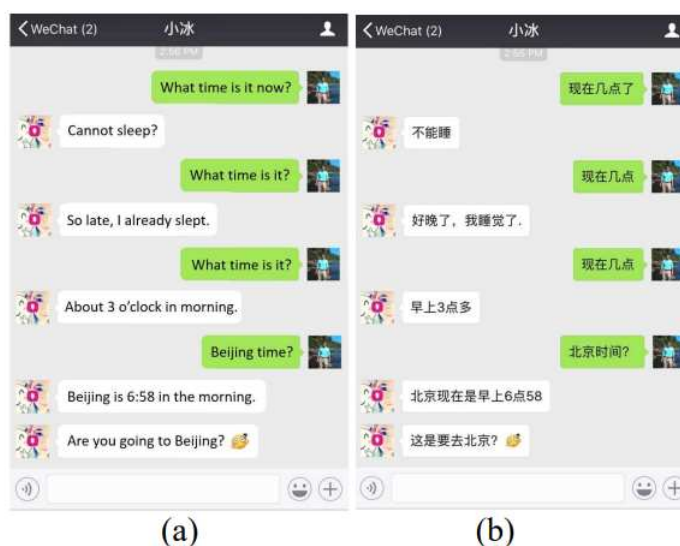 WeChat (2) 小冰
2:56 PM
What time is it now?
Cannot sleep?
What time is it?
So late, I already slept.
What time is it?
About 3 o'clock in morning.
Beijing time?
Beijing is 6:58 in the morning.
Are you going to Beijing?
(a)
WeChat (2) 小冰
现在几点了
不能睡
现在几点
好晚了，我睡觉了.
现在几点
早上3点多
北京时间？
北京现在是早上6点58
这是要去北京？
(b)